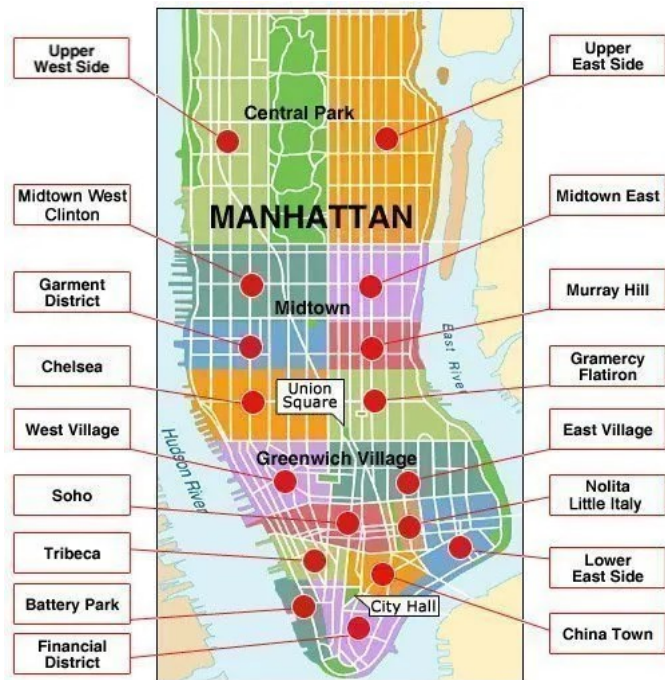 Upper
West Side
Upper
East Side
Central Park
Midtown West
Clinton
MANHATTAN
Midtown East
Garment
District
Midtown
Murray Hill
East River
Chelsea
Union
Square
Gramercy
Flatiron
West Village
Greenwich Village
East Village
Hudson River
Soho
Nolita
Little Italy
Tribeca
Lower
East Side
Battery Park
City Hall
China Town
Financial
District